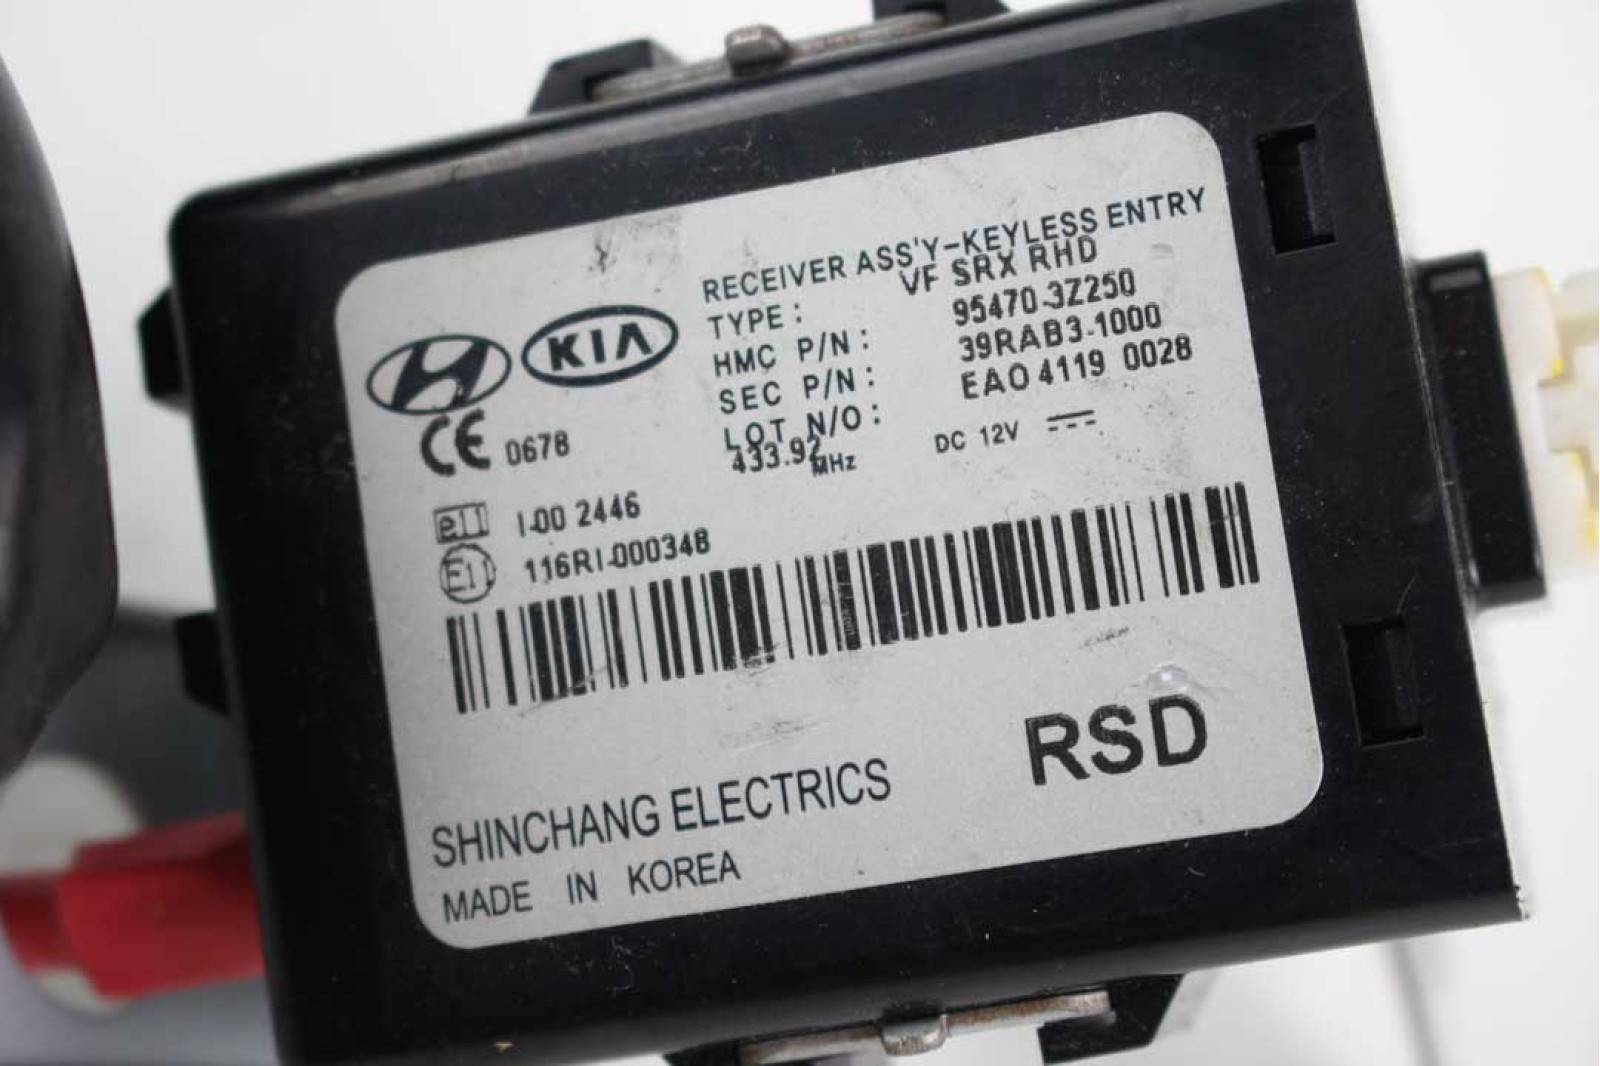 RECEIVER ASS'Y-KEYLESS ENTRY
TYPE : VF SRX RHD
HMC P/N : 95470-3Z250
SEC P/N : 39RAB3-1000
LOT N/O : EAO 4119 0028
433.92 MHz DC 12V
KIA
CE 0678
e11 I-00 2446
E11 116RI-000348
RSD
SHINCHANG ELECTRICS
MADE IN KOREA